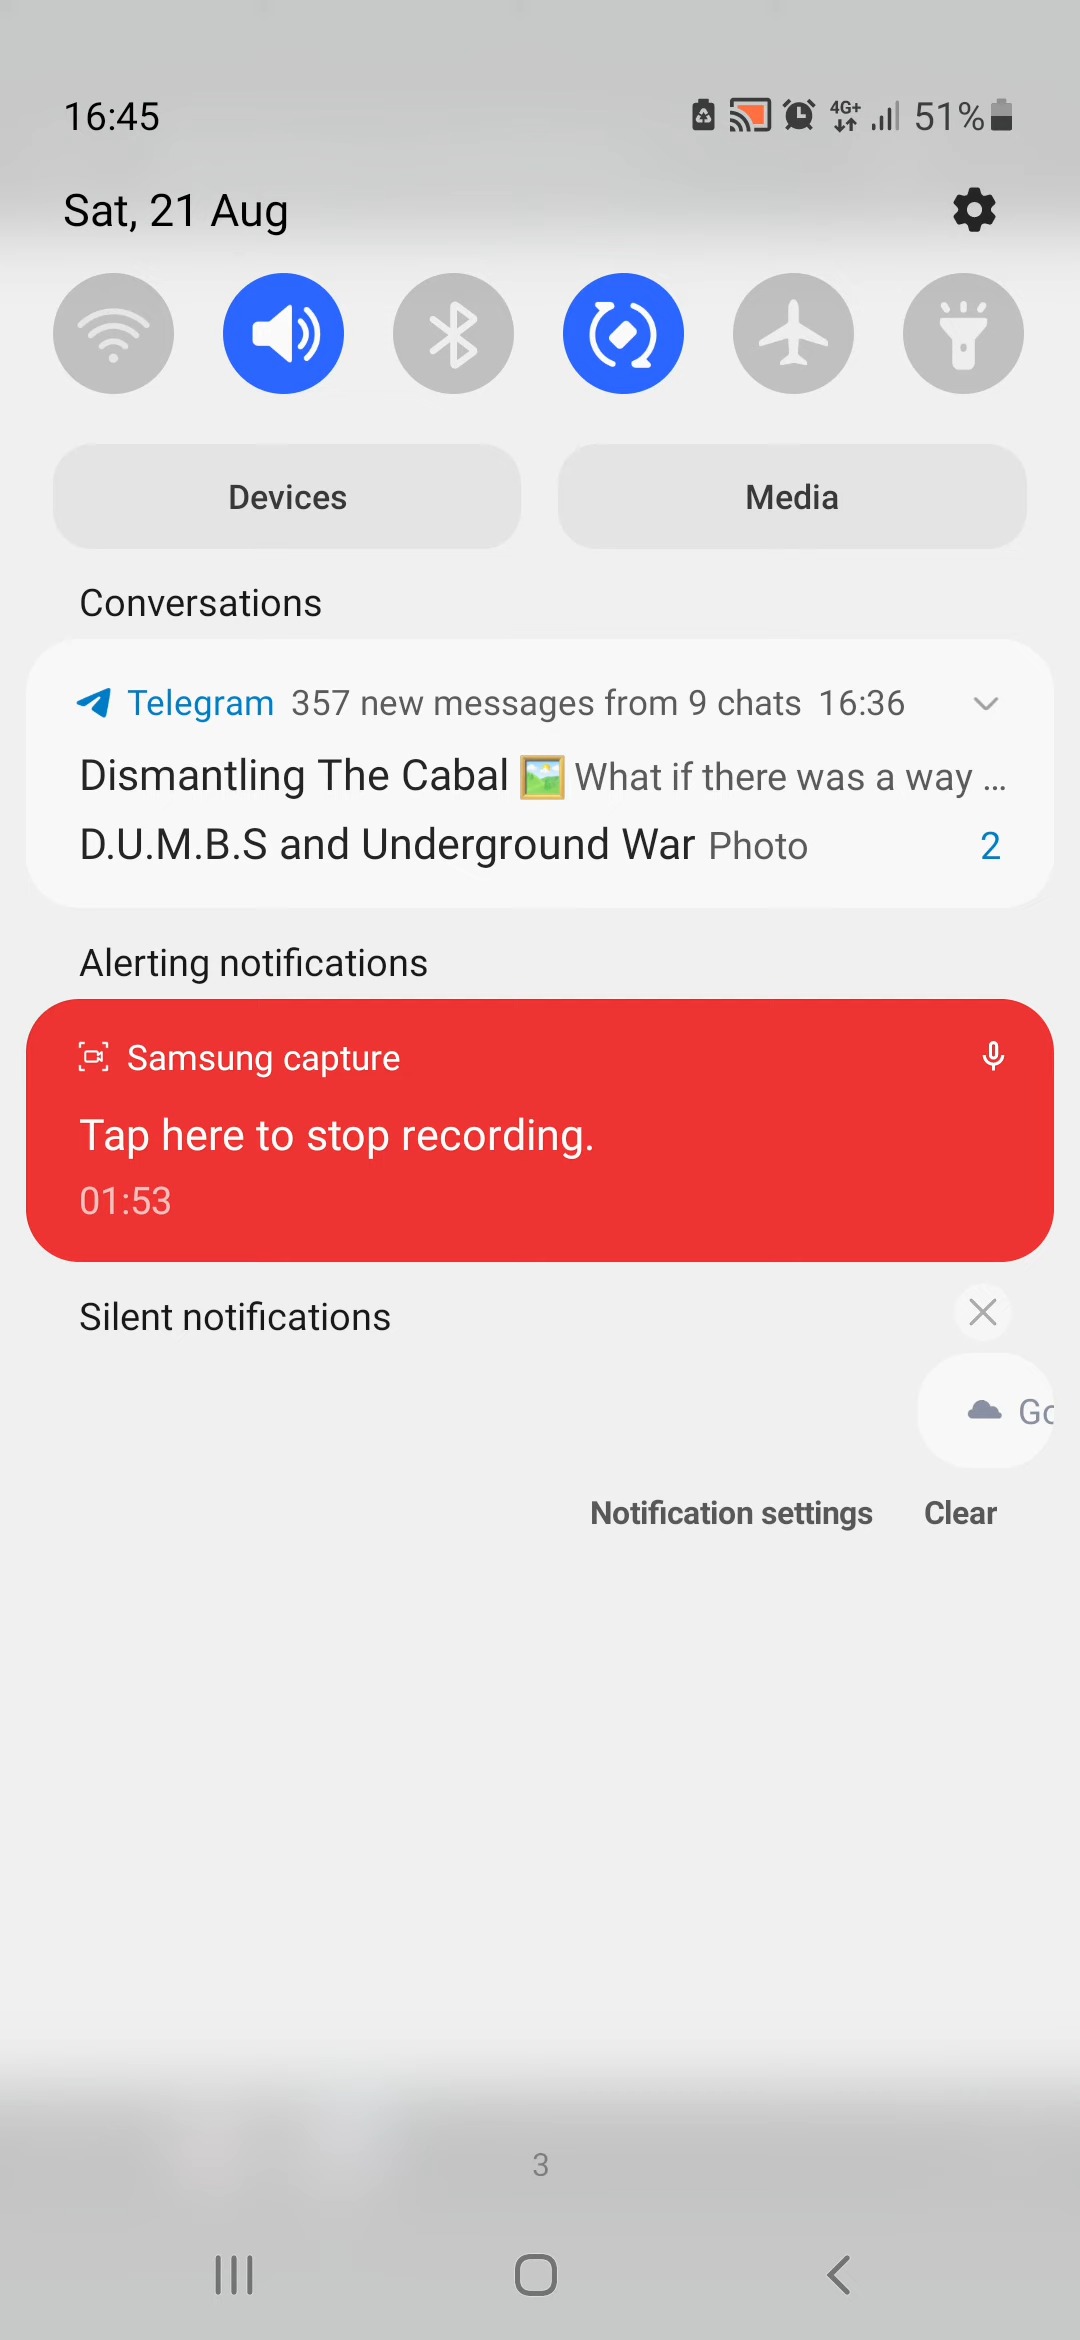 16:45 4G+ 51%
Sat, 21 Aug
Devices Media
Conversations
Telegram 357 new messages from 9 chats 16:36
Dismantling The Cabal What if there was a way ...
D.U.M.B.S and Underground War Photo 2
Alerting notifications
Samsung capture
Tap here to stop recording.
01:53
Silent notifications
Go
Notification settings Clear
3